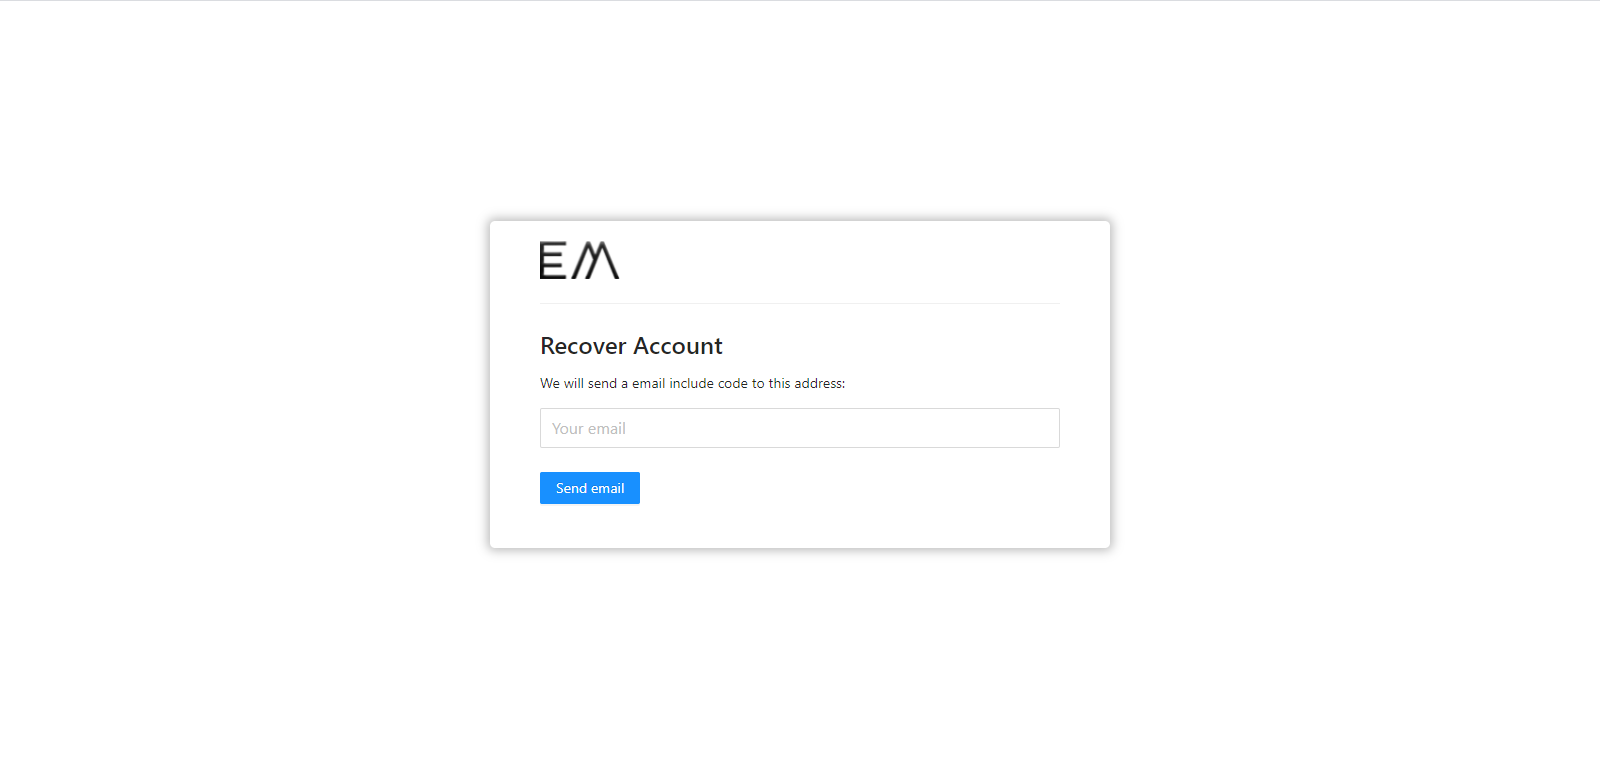 EM
Recover Account
We will send a email include code to this address:
Your email
Send email